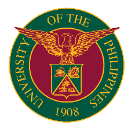 UNIVERSITY OF THE PHILIPPINES
1908